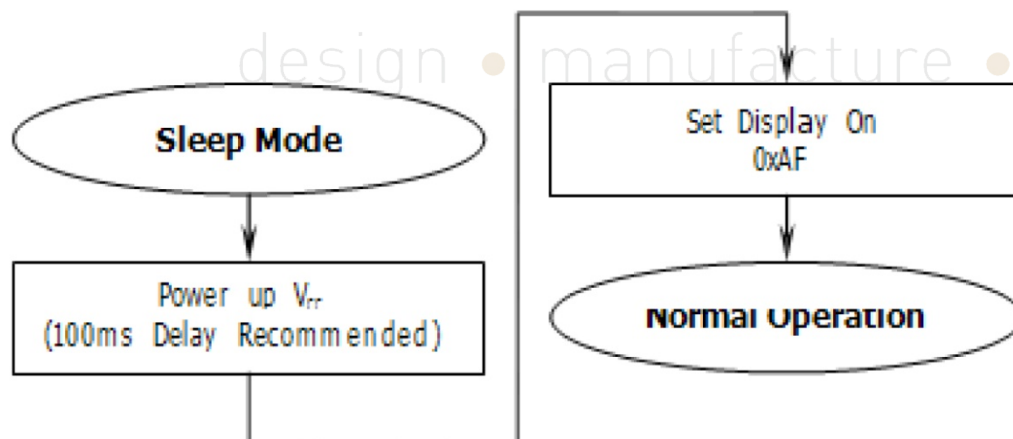 design • manufacture •
Sleep Mode
Power up
(100ms Delay Recommended)
Set Display On
0xAF
Normal Operation